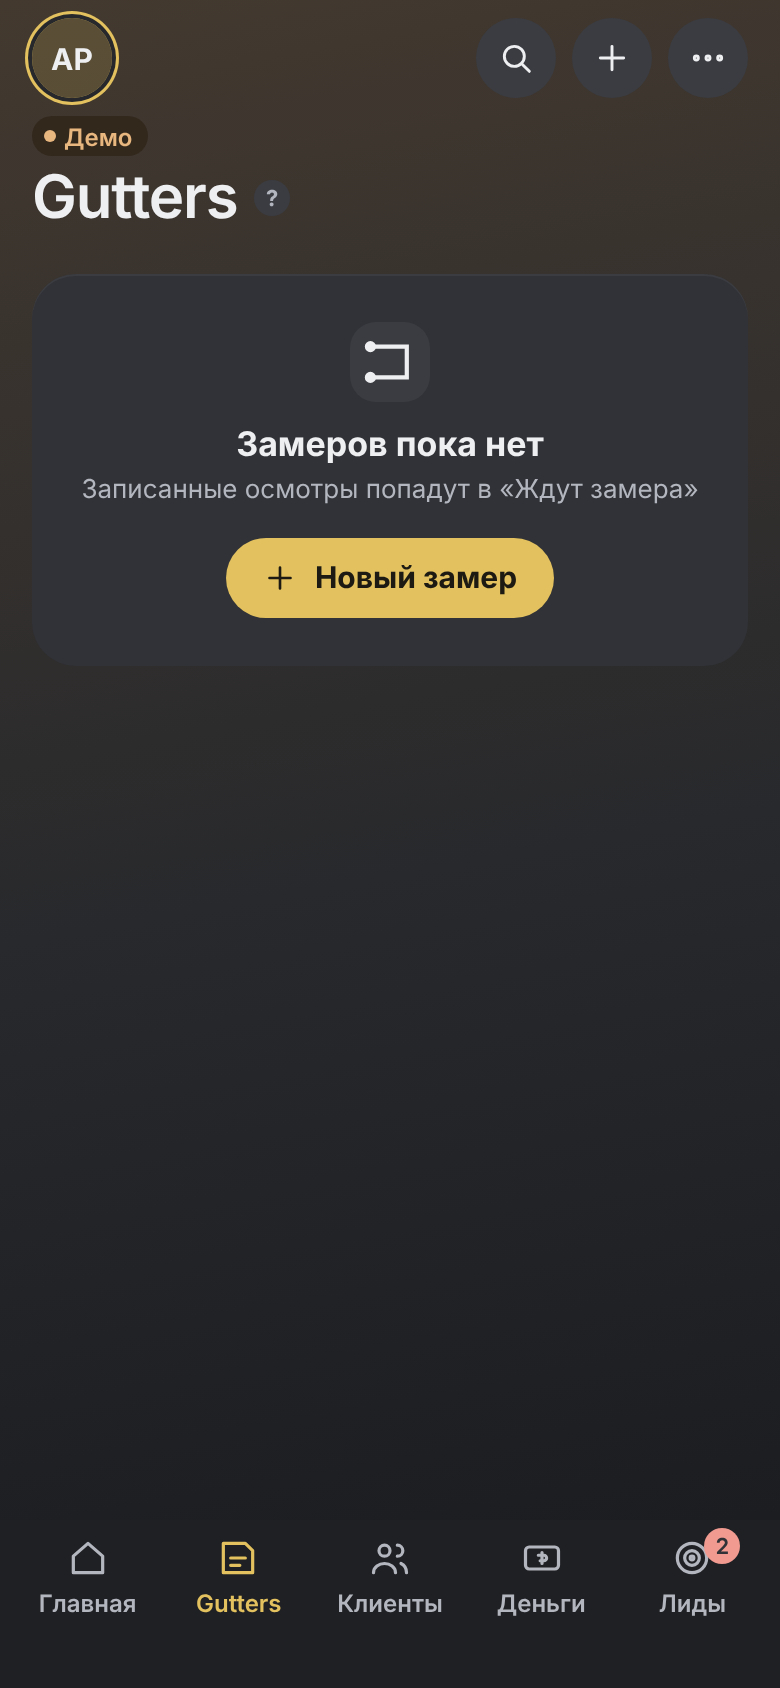 AP
Демо
Gutters ?
Замеров пока нет
Записанные осмотры попадут в «Ждут замера»
Новый замер
2
Главная Gutters Клиенты Деньги Лиды